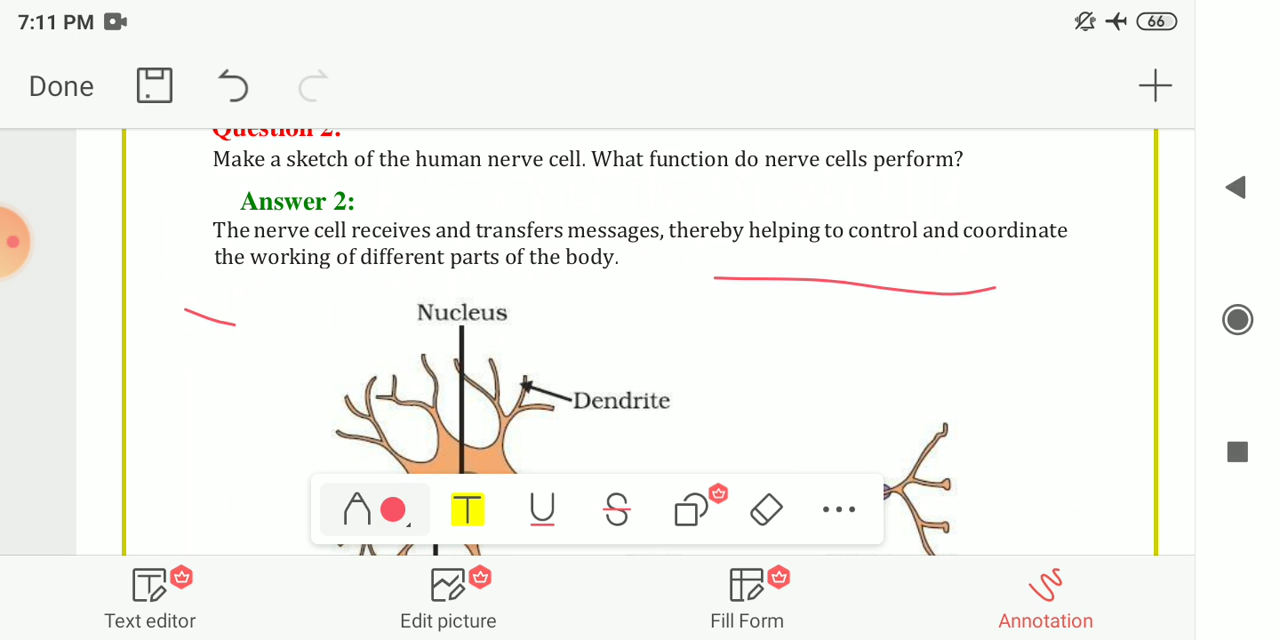 7:11 PM
66
Done
Question 2:
Make a sketch of the human nerve cell. What function do nerve cells perform?
Answer 2:
The nerve cell receives and transfers messages, thereby helping to control and coordinate
the working of different parts of the body.
Nucleus
Dendrite
T
U
S
Text editor
Edit picture
Fill Form
Annotation